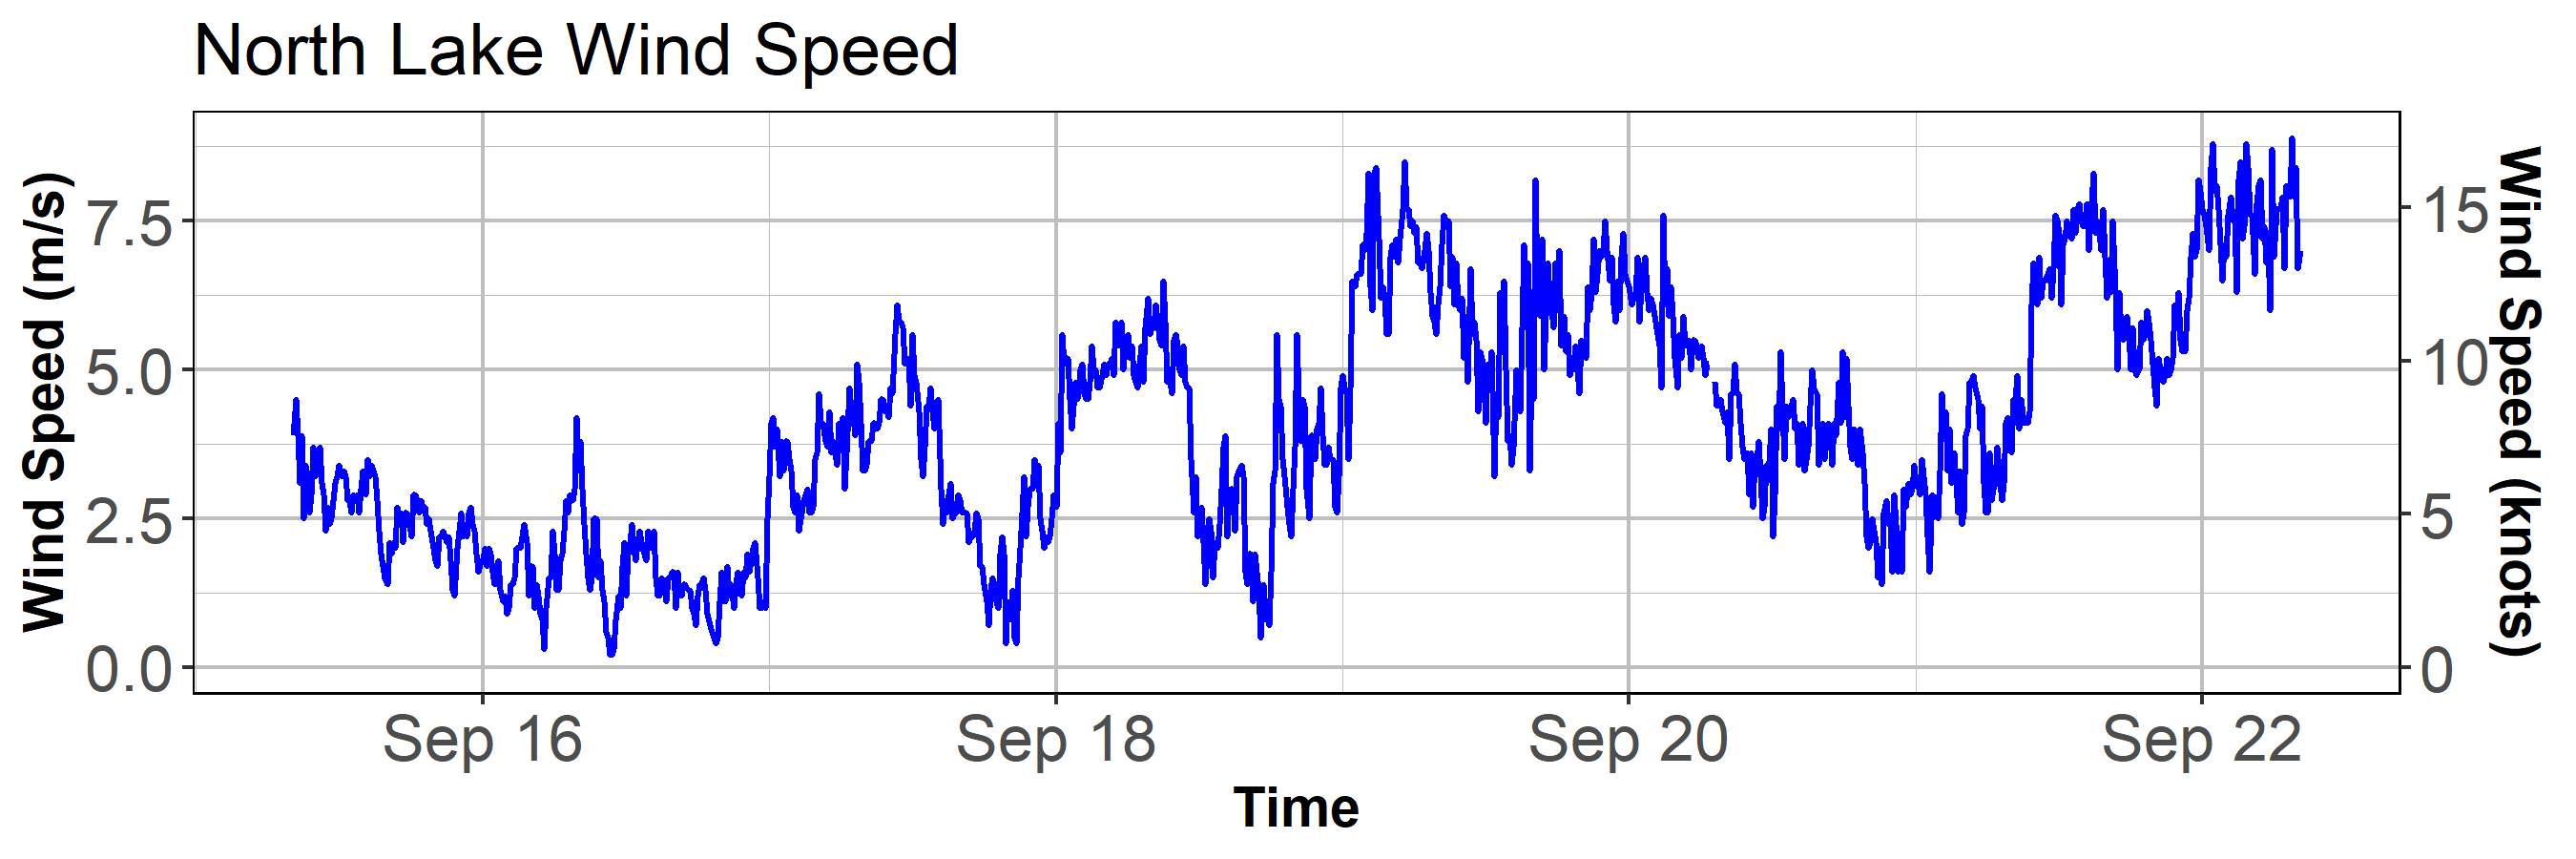 North Lake Wind Speed
Wind Speed (m/s)
7.5
5.0
2.5
0.0
15
10
5
0
Wind Speed (knots)
Sep 16
Sep 18
Sep 20
Sep 22
Time